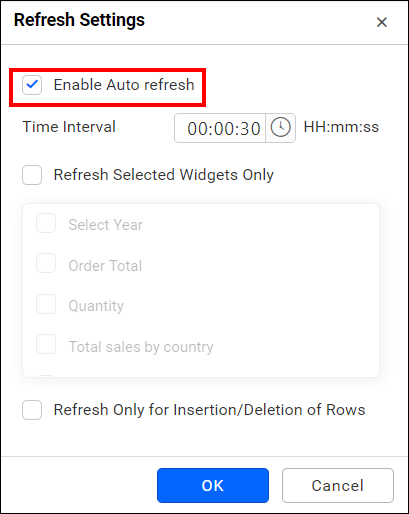 Refresh Settings
Enable Auto refresh
Time Interval 00:00:30 HH:mm:ss
Refresh Selected Widgets Only
Select Year
Order Total
Quantity
Total sales by country
Refresh Only for Insertion/Deletion of Rows
OK Cancel